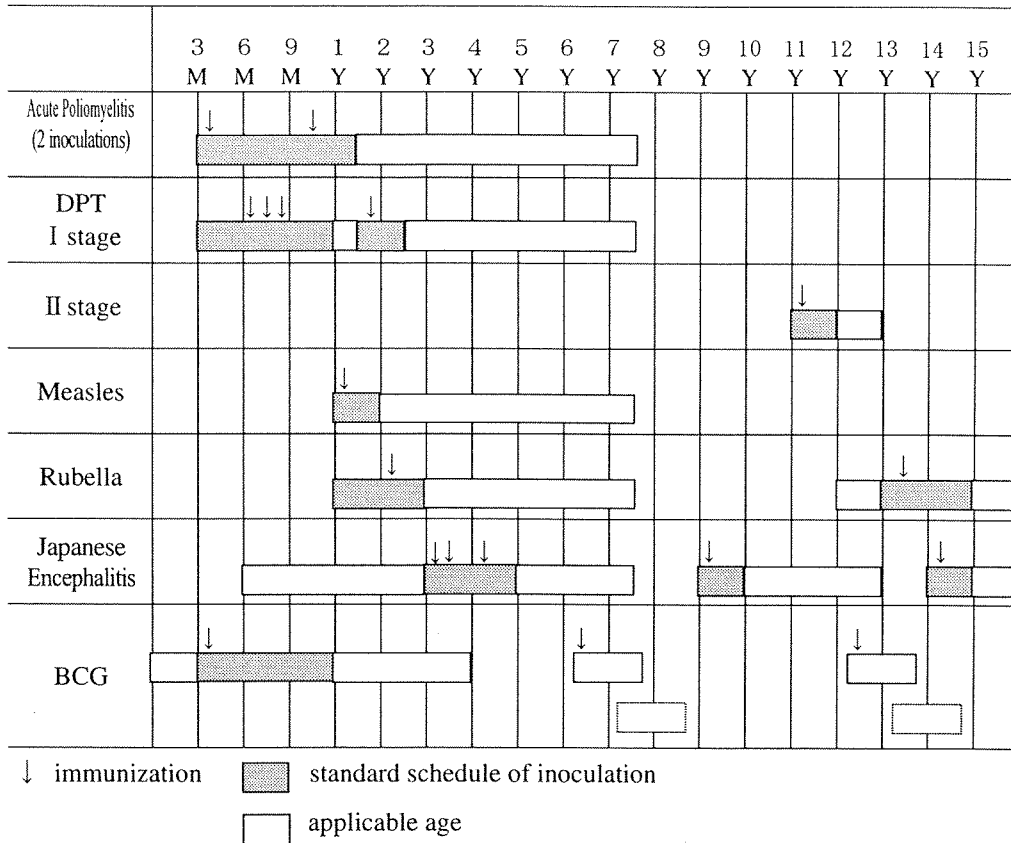 3 6 9 1 2 3 4 5 6 7 8 9 10 11 12 13 14 15
M M M Y Y Y Y Y Y Y Y Y Y Y Y Y Y Y
Acute Poliomyelitis
(2 inoculations)
DPT
I stage
II stage
Measles
Rubella
Japanese
Encephalitis
BCG
↓ immunization
standard schedule of inoculation
applicable age